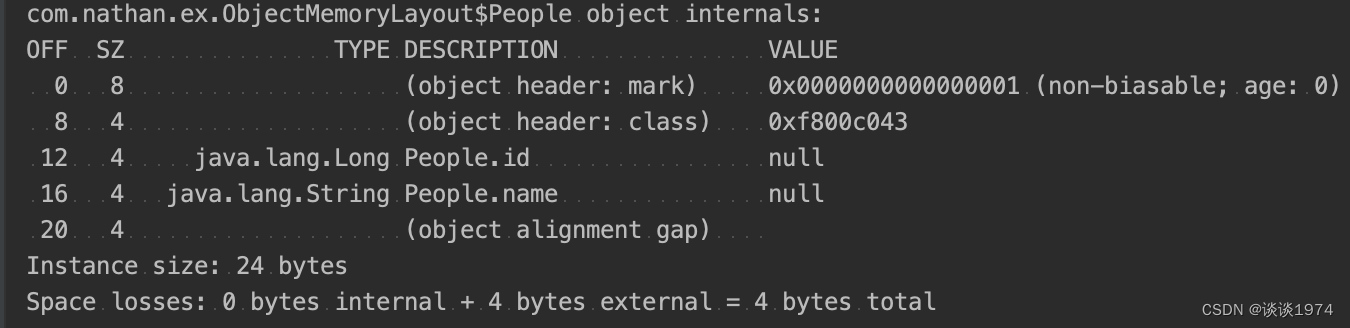 com.nathan.ex.ObjectMemoryLayout$People object internals:
OFF  SZ               TYPE DESCRIPTION               VALUE
  0   8                    (object header: mark)     0x0000000000000001 (non-biasable; age: 0)
  8   4                    (object header: class)    0xf800c043
 12   4     java.lang.Long People.id                 null
 16   4   java.lang.String People.name               null
 20   4                    (object alignment gap)
Instance size: 24 bytes
Space losses: 0 bytes internal + 4 bytes external = 4 bytes total
CSDN @谈谈1974